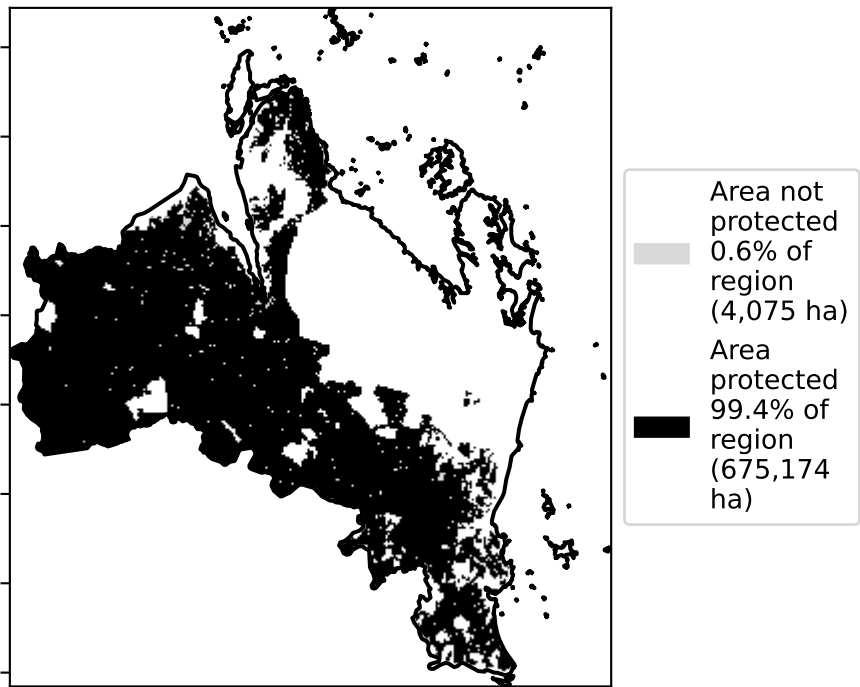 Area not
protected
0.6% of
region
(4,075 ha)
Area
protected
99.4% of
region
(675,174
ha)